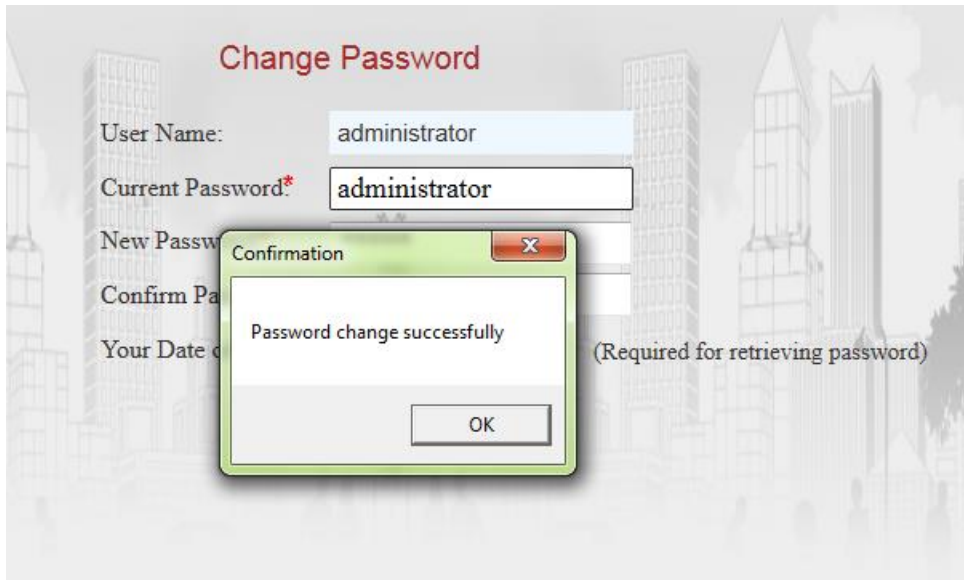 Change Password
User Name: administrator
Current Password:* administrator
New Passw
Confirmation
Confirm Pa
Password change successfully
Your Date (Required for retrieving password)
OK